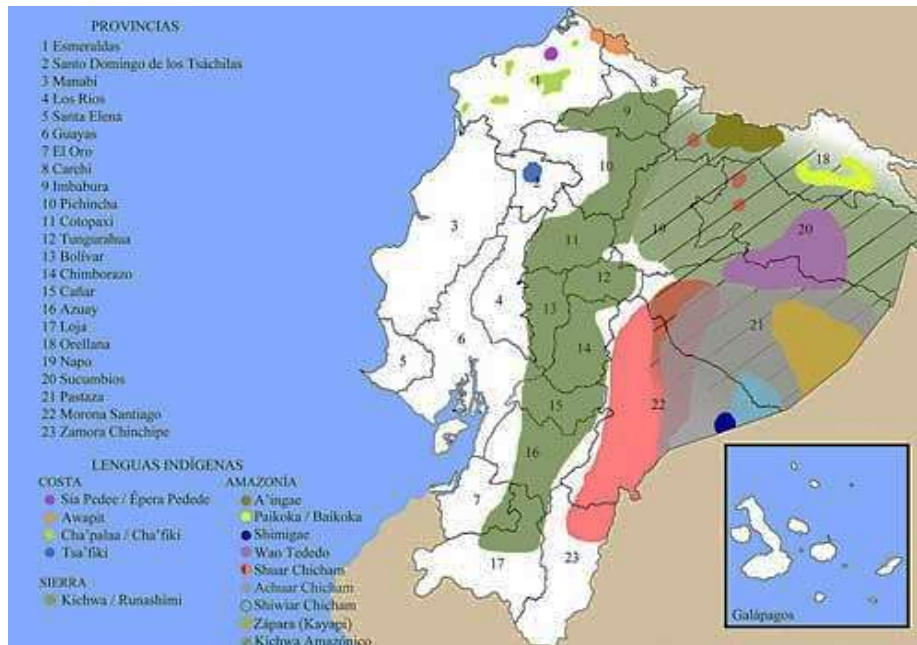 PROVINCIAS
1 Esmeraldas
2 Santo Domingo de los Tsáchilas
3 Manabí
4 Los Ríos
5 Santa Elena
6 Guayas
7 El Oro
8 Carchi
9 Imbabura
10 Pichincha
11 Cotopaxi
12 Tungurahua
13 Bolívar
14 Chimborazo
15 Cañar
16 Azuay
17 Loja
18 Orellana
19 Napo
20 Sucumbios
21 Pastaza
22 Morona Santiago
23 Zamora Chinchipe
LENGUAS INDÍGENAS
COSTA
Sia Pedee / Épera Pedede
Awapit
Cha'palaa / Cha'fiki
Tsa'fiki
SIERRA
Kichwa / Runashimi
AMAZONÍA
A'ingae
Paikoka / Baikoka
Shimigae
Wao Tededo
Shuar Chicham
Achuar Chicham
Shiwiar Chicham
Zápara (Kayapi)
Kichwa Amazónico
1
8
9
10
18
2
3
19
20
11
12
4
13
21
6
14
5
22
15
16
7
23
17
Galápagos